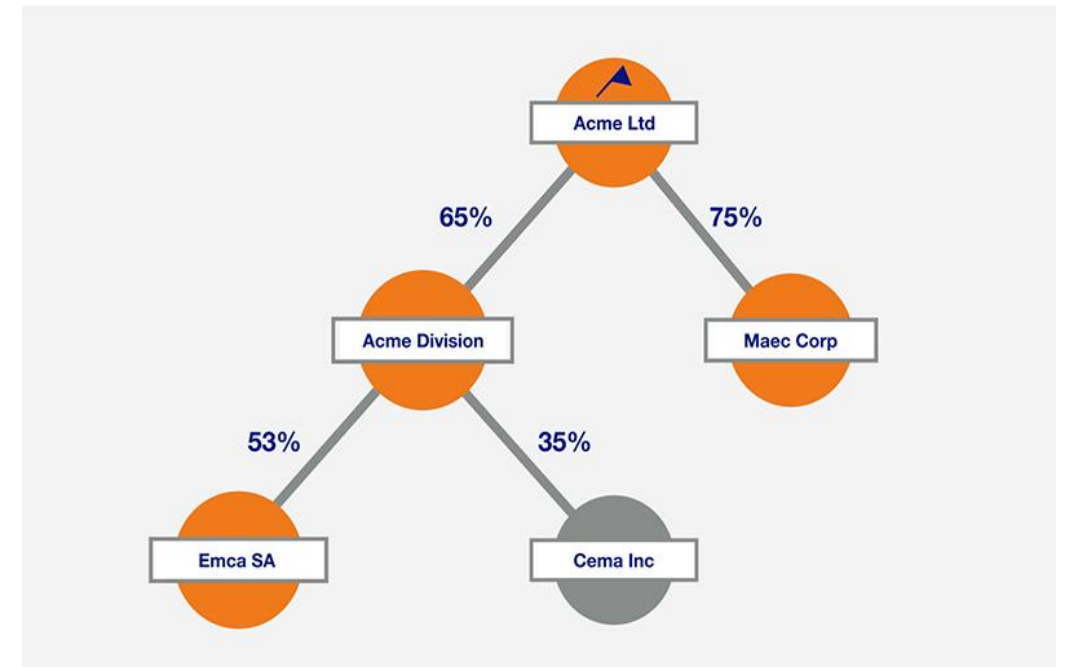 Acme Ltd
65%
75%
Acme Division
Maec Corp
53%
35%
Emca SA
Cema Inc